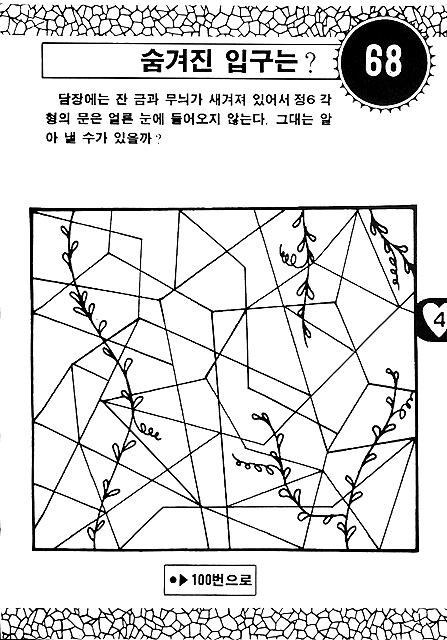 숨겨진 입구는?
68
담장에는 잔 금과 무늬가 새겨져 있어서 정6각
형의 문은 얼른 눈에 들어오지 않는다. 그대는 알
아 낼 수가 있을까?
4
●▶100번으로